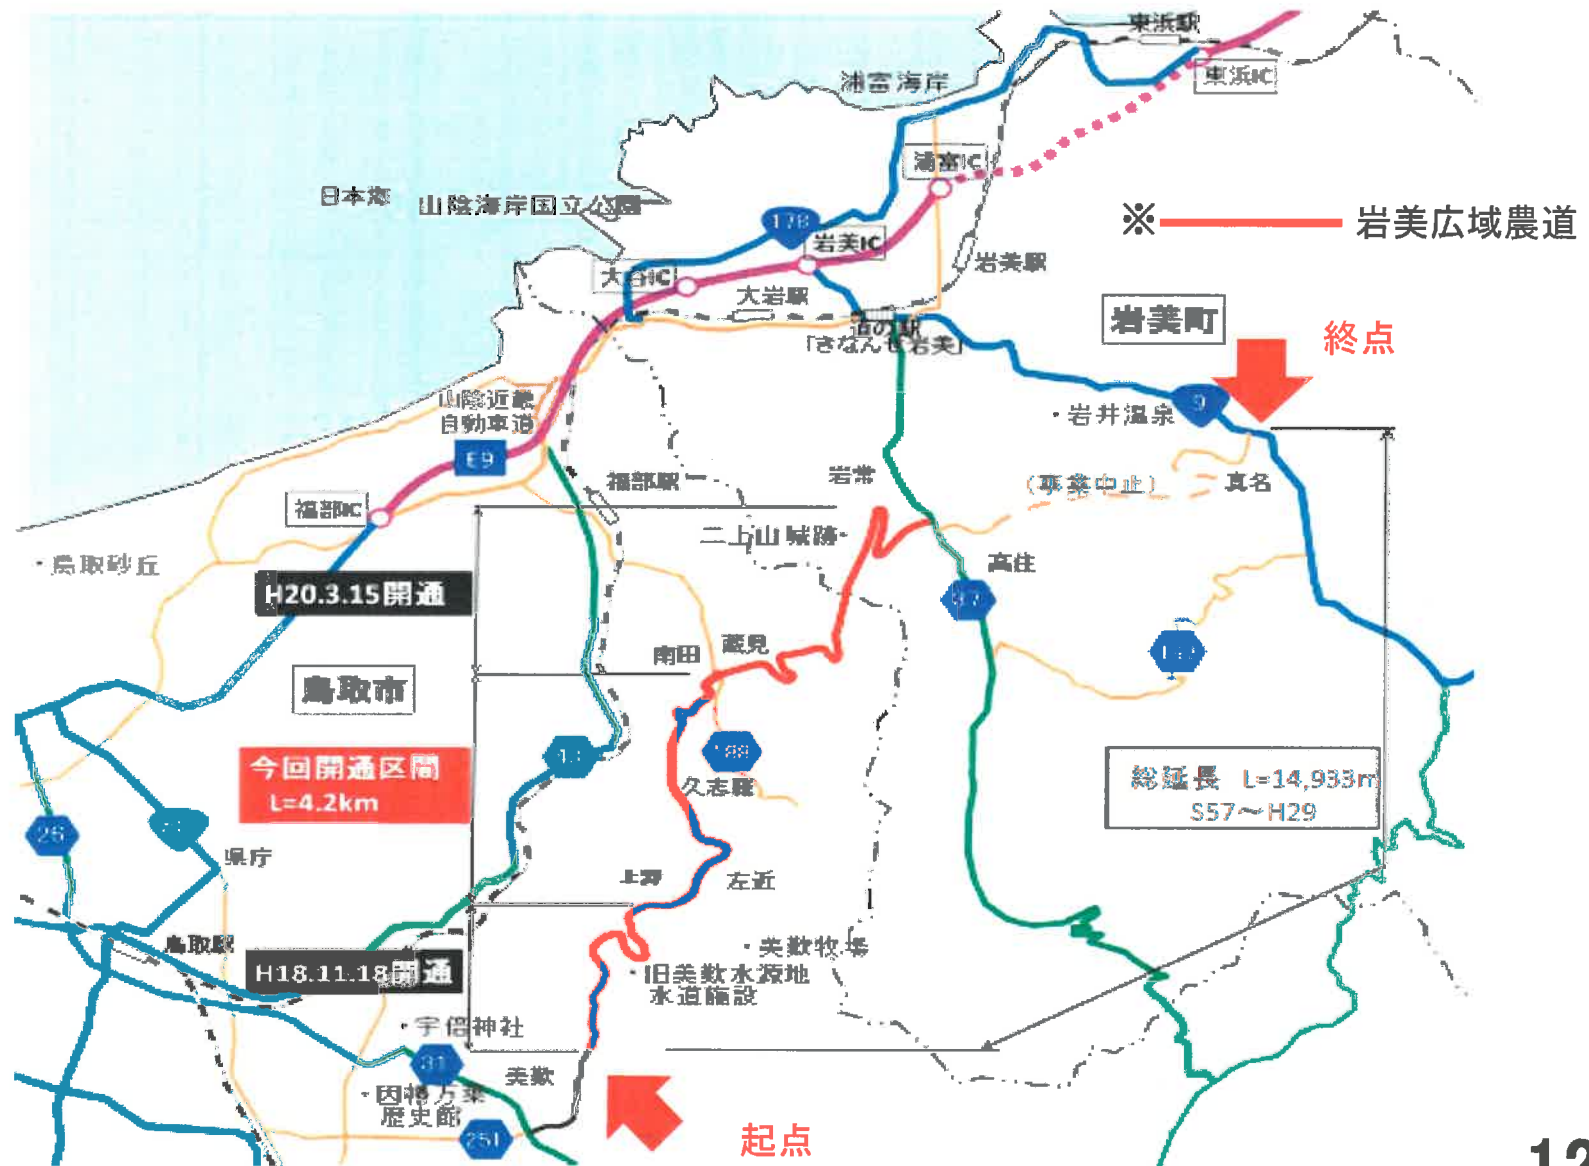 東浜駅
東浜IC
浦富海岸
浦富IC
日本海
山陰海岸国立公園
178
岩美IC
※ 岩美広域農道
岩美駅
大谷IC
大岩駅
道の駅
「きなんせ岩美」
岩美町
終点
山陰近畿
自動車道
E9
9
・岩井温泉
福部駅
岩常
(事業中止)
真名
福部IC
二上山城跡・
・鳥取砂丘
高住
H20.3.15開通
37
南田
蔵見
鳥取市
43
今回開通区間
L=4.2km
久志羅
総延長 L=14,933m
S57～H29
26
県庁
上野
左近
鳥取駅
・美歎牧場
H18.11.18開通
・旧美歎水源地
水道施設
・宇倍神社
31
美歎
・因幡万葉
歴史館
251
起点
12